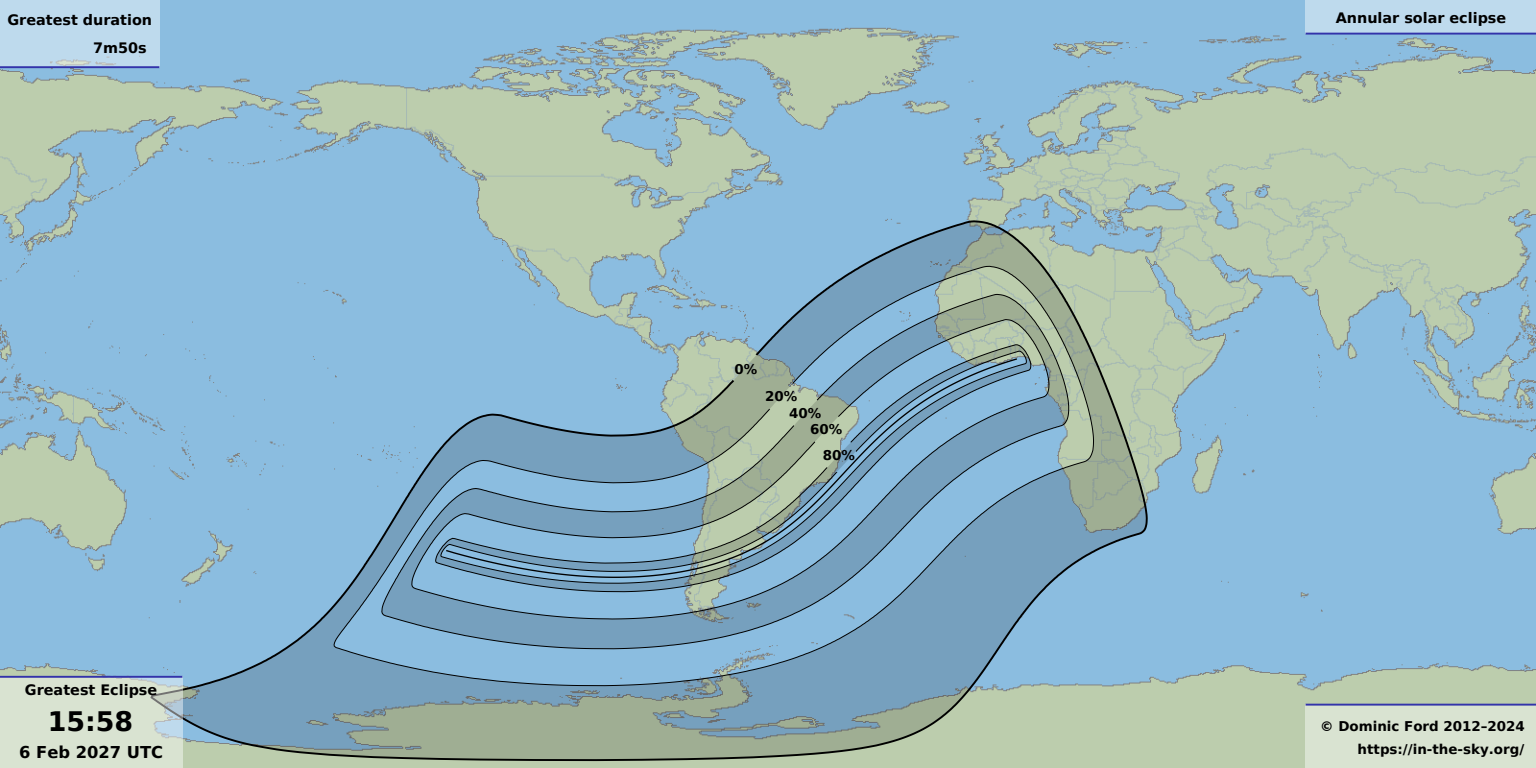 Greatest duration
7m50s
Annular solar eclipse
0%
20%
40%
60%
80%
Greatest Eclipse
15:58
6 Feb 2027 UTC
© Dominic Ford 2012–2024
https://in-the-sky.org/